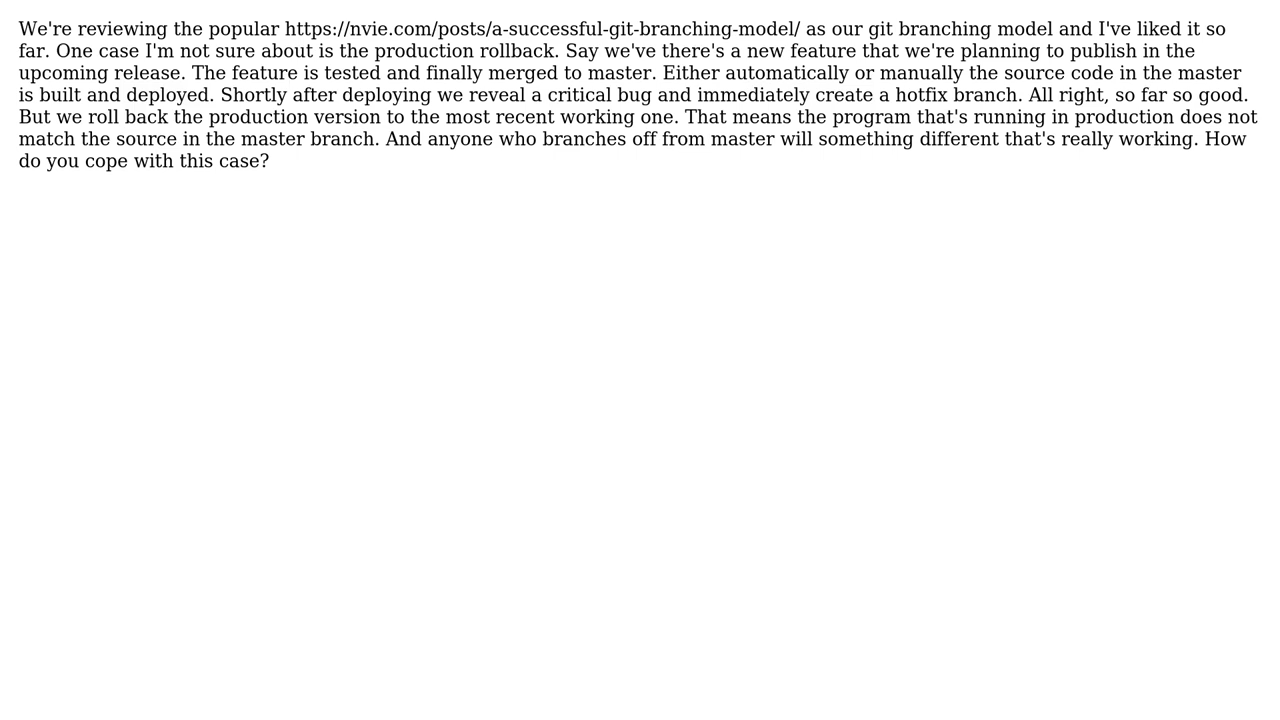 We're reviewing the popular https://nvie.com/posts/a-successful-git-branching-model/ as our git branching model and I've liked it so
far. One case I'm not sure about is the production rollback. Say we've there's a new feature that we're planning to publish in the
upcoming release. The feature is tested and finally merged to master. Either automatically or manually the source code in the master
is built and deployed. Shortly after deploying we reveal a critical bug and immediately create a hotfix branch. All right, so far so good.
But we roll back the production version to the most recent working one. That means the program that's running in production does not
match the source in the master branch. And anyone who branches off from master will something different that's really working. How
do you cope with this case?